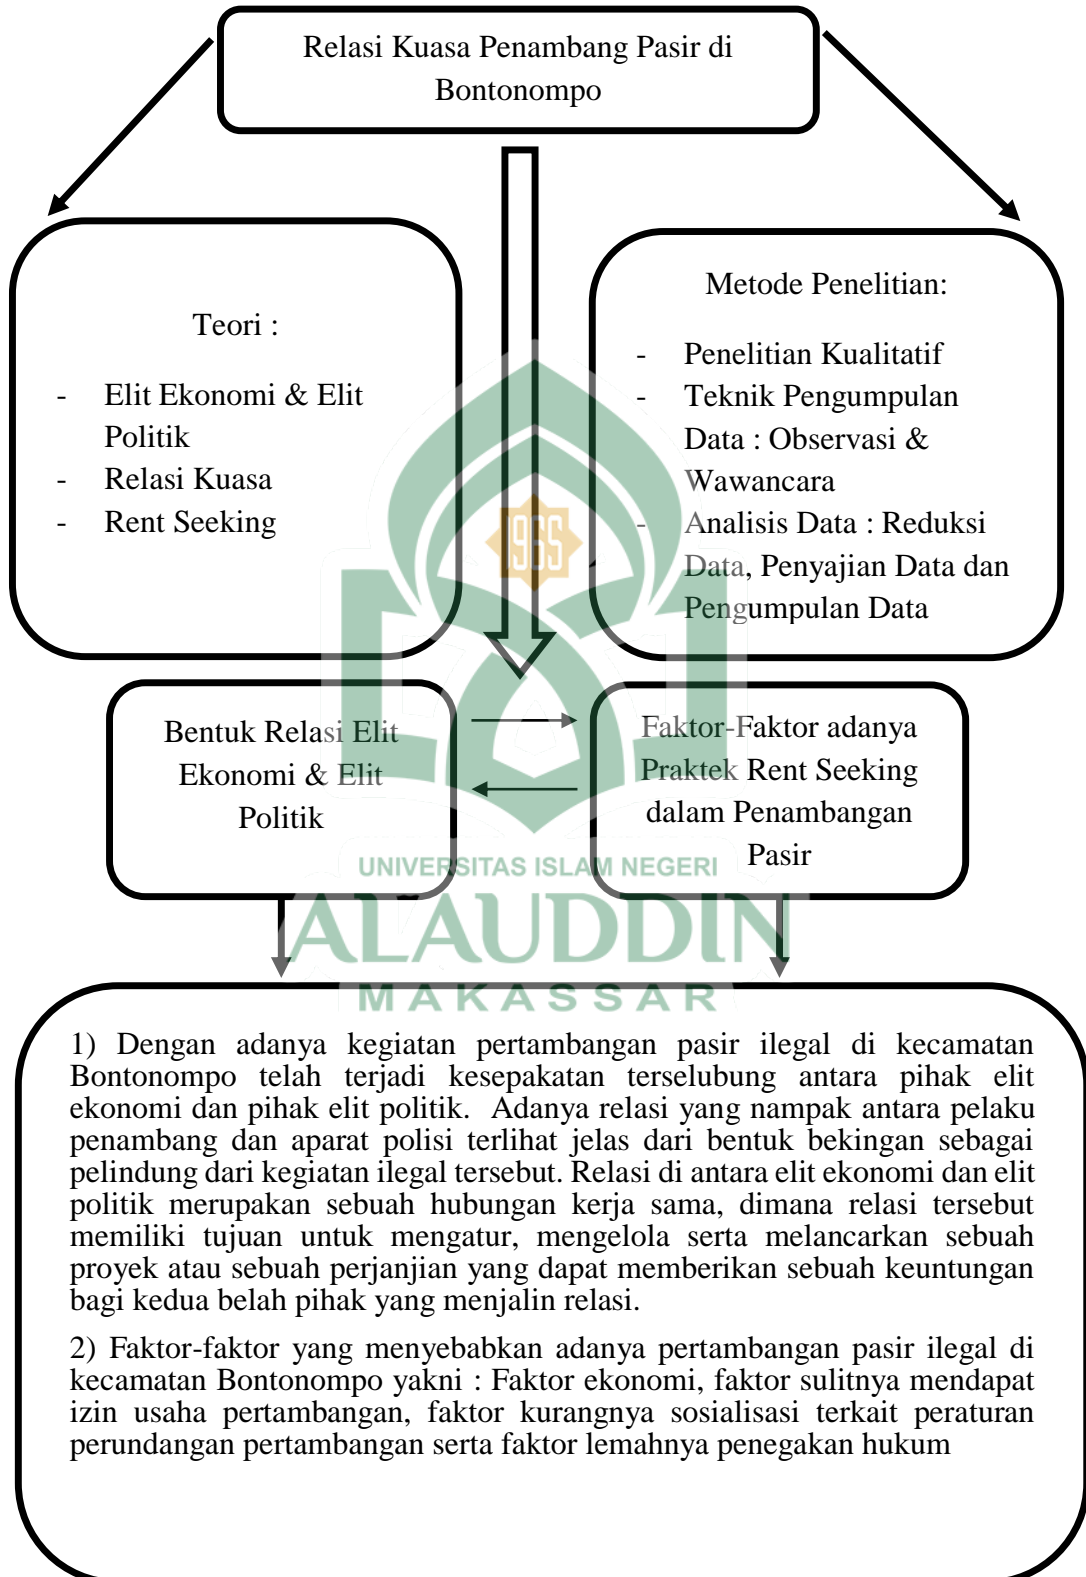 Relasi Kuasa Penambang Pasir di
Bontonompo
Teori :
- Elit Ekonomi & Elit
Politik
- Relasi Kuasa
- Rent Seeking
Metode Penelitian:
- Penelitian Kualitatif
- Teknik Pengumpulan
Data : Observasi &
Wawancara
- Analisis Data : Reduksi
Data, Penyajian Data dan
Pengumpulan Data
1965
Bentuk Relasi Elit
Ekonomi & Elit
Politik
Faktor-Faktor adanya
Praktek Rent Seeking
dalam Penambangan
Pasir
UNIVERSITAS ISLAM NEGERI
ALAUDDIN
MAKASSAR
1) Dengan adanya kegiatan pertambangan pasir ilegal di kecamatan
Bontonompo telah terjadi kesepakatan terselubung antara pihak elit
ekonomi dan pihak elit politik. Adanya relasi yang nampak antara pelaku
penambang dan aparat polisi terlihat jelas dari bentuk bekingan sebagai
pelindung dari kegiatan ilegal tersebut. Relasi di antara elit ekonomi dan elit
politik merupakan sebuah hubungan kerja sama, dimana relasi tersebut
memiliki tujuan untuk mengatur, mengelola serta melancarkan sebuah
proyek atau sebuah perjanjian yang dapat memberikan sebuah keuntungan
bagi kedua belah pihak yang menjalin relasi.
2) Faktor-faktor yang menyebabkan adanya pertambangan pasir ilegal di
kecamatan Bontonompo yakni : Faktor ekonomi, faktor sulitnya mendapat
izin usaha pertambangan, faktor kurangnya sosialisasi terkait peraturan
perundangan pertambangan serta faktor lemahnya penegakan hukum